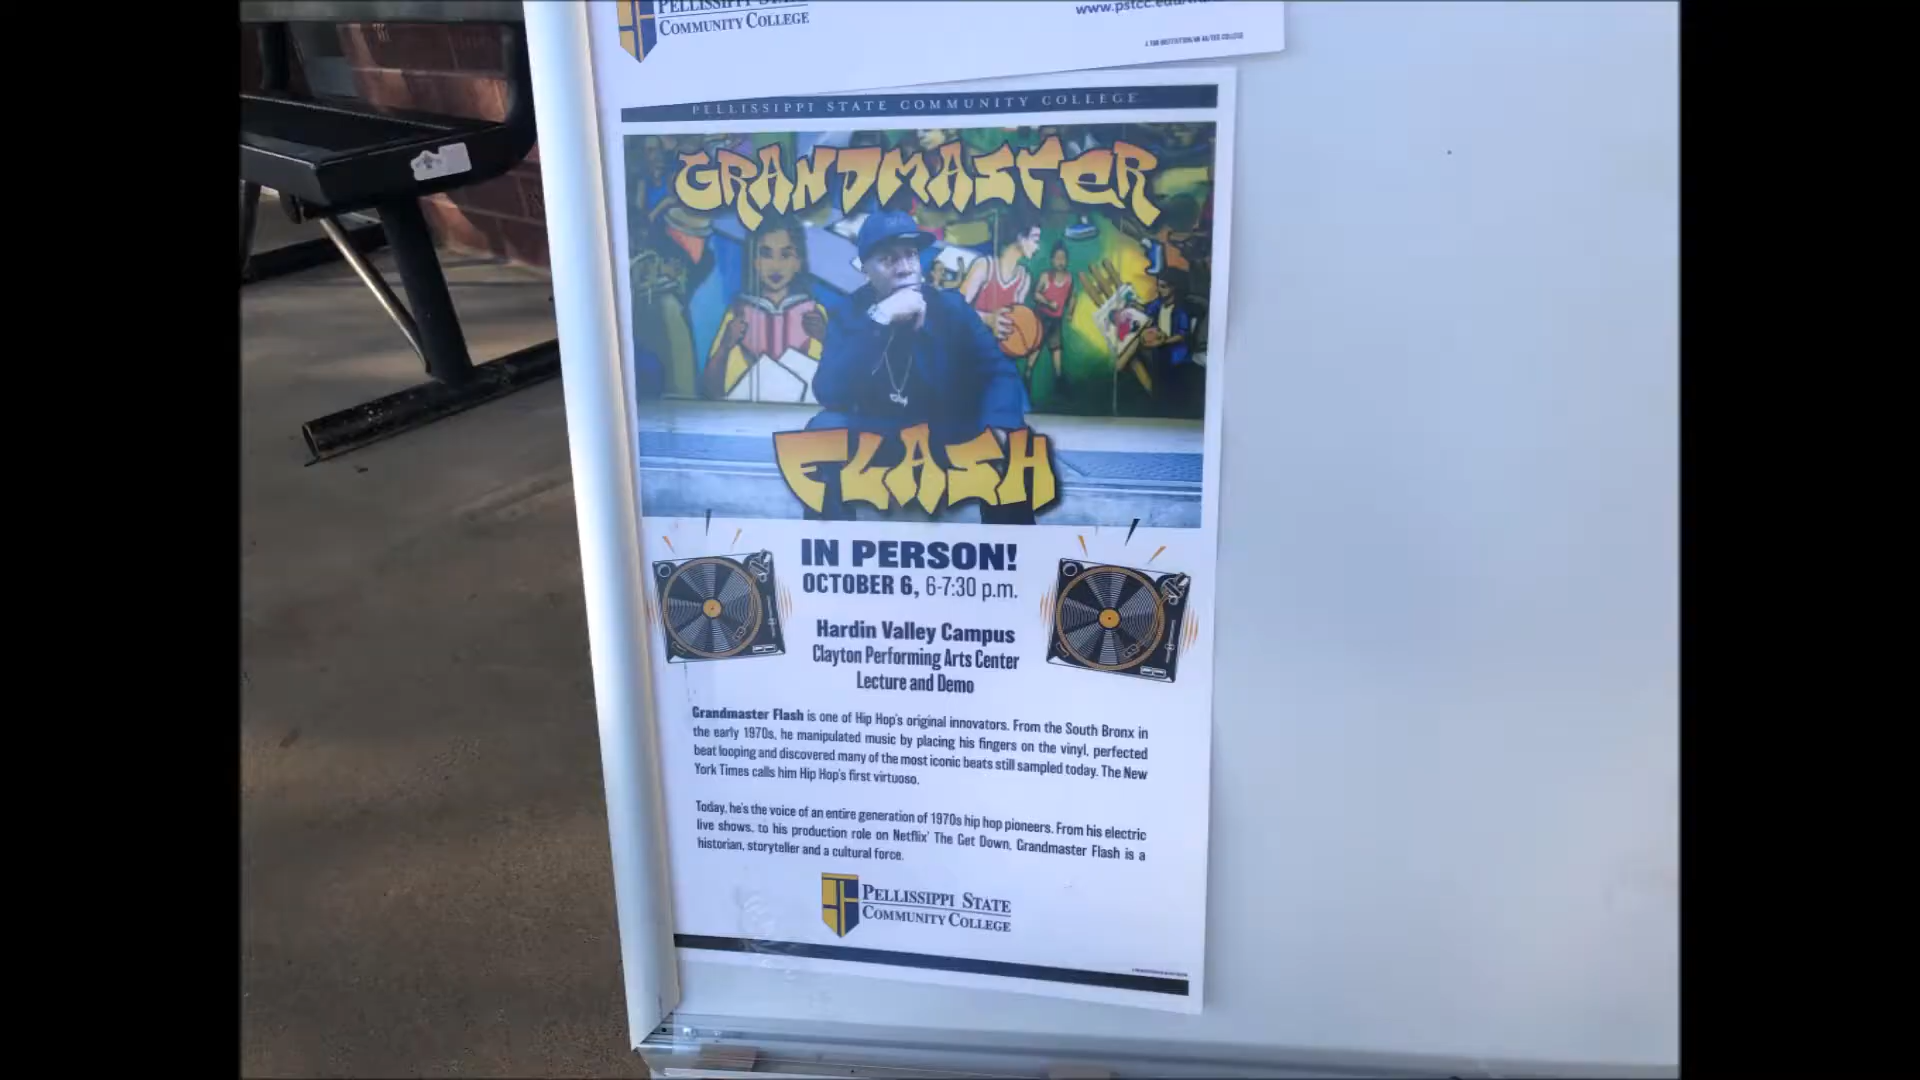 PELLISSIPPI STATE
COMMUNITY COLLEGE
PELLISSIPPI STATE COMMUNITY COLLEGE
GRANDMASTER
FLASH
IN PERSON!
OCTOBER 6, 6-7:30 p.m.
Hardin Valley Campus
Clayton Performing Arts Center
Lecture and Demo
Grandmaster Flash is one of Hip Hop's original innovators. From the South Bronx in
the early 1970s, he manipulated music by placing his fingers on the vinyl, perfected
beat looping and discovered many of the most iconic beats still sampled today. The New
York Times calls him Hip Hop's first virtuoso.
Today, he's the voice of an entire generation of 1970s hip hop pioneers. From his electric
live shows, to his production role on Netflix' The Get Down, Grandmaster Flash is a
historian, storyteller and a cultural force.
PELLISSIPPI STATE
COMMUNITY COLLEGE